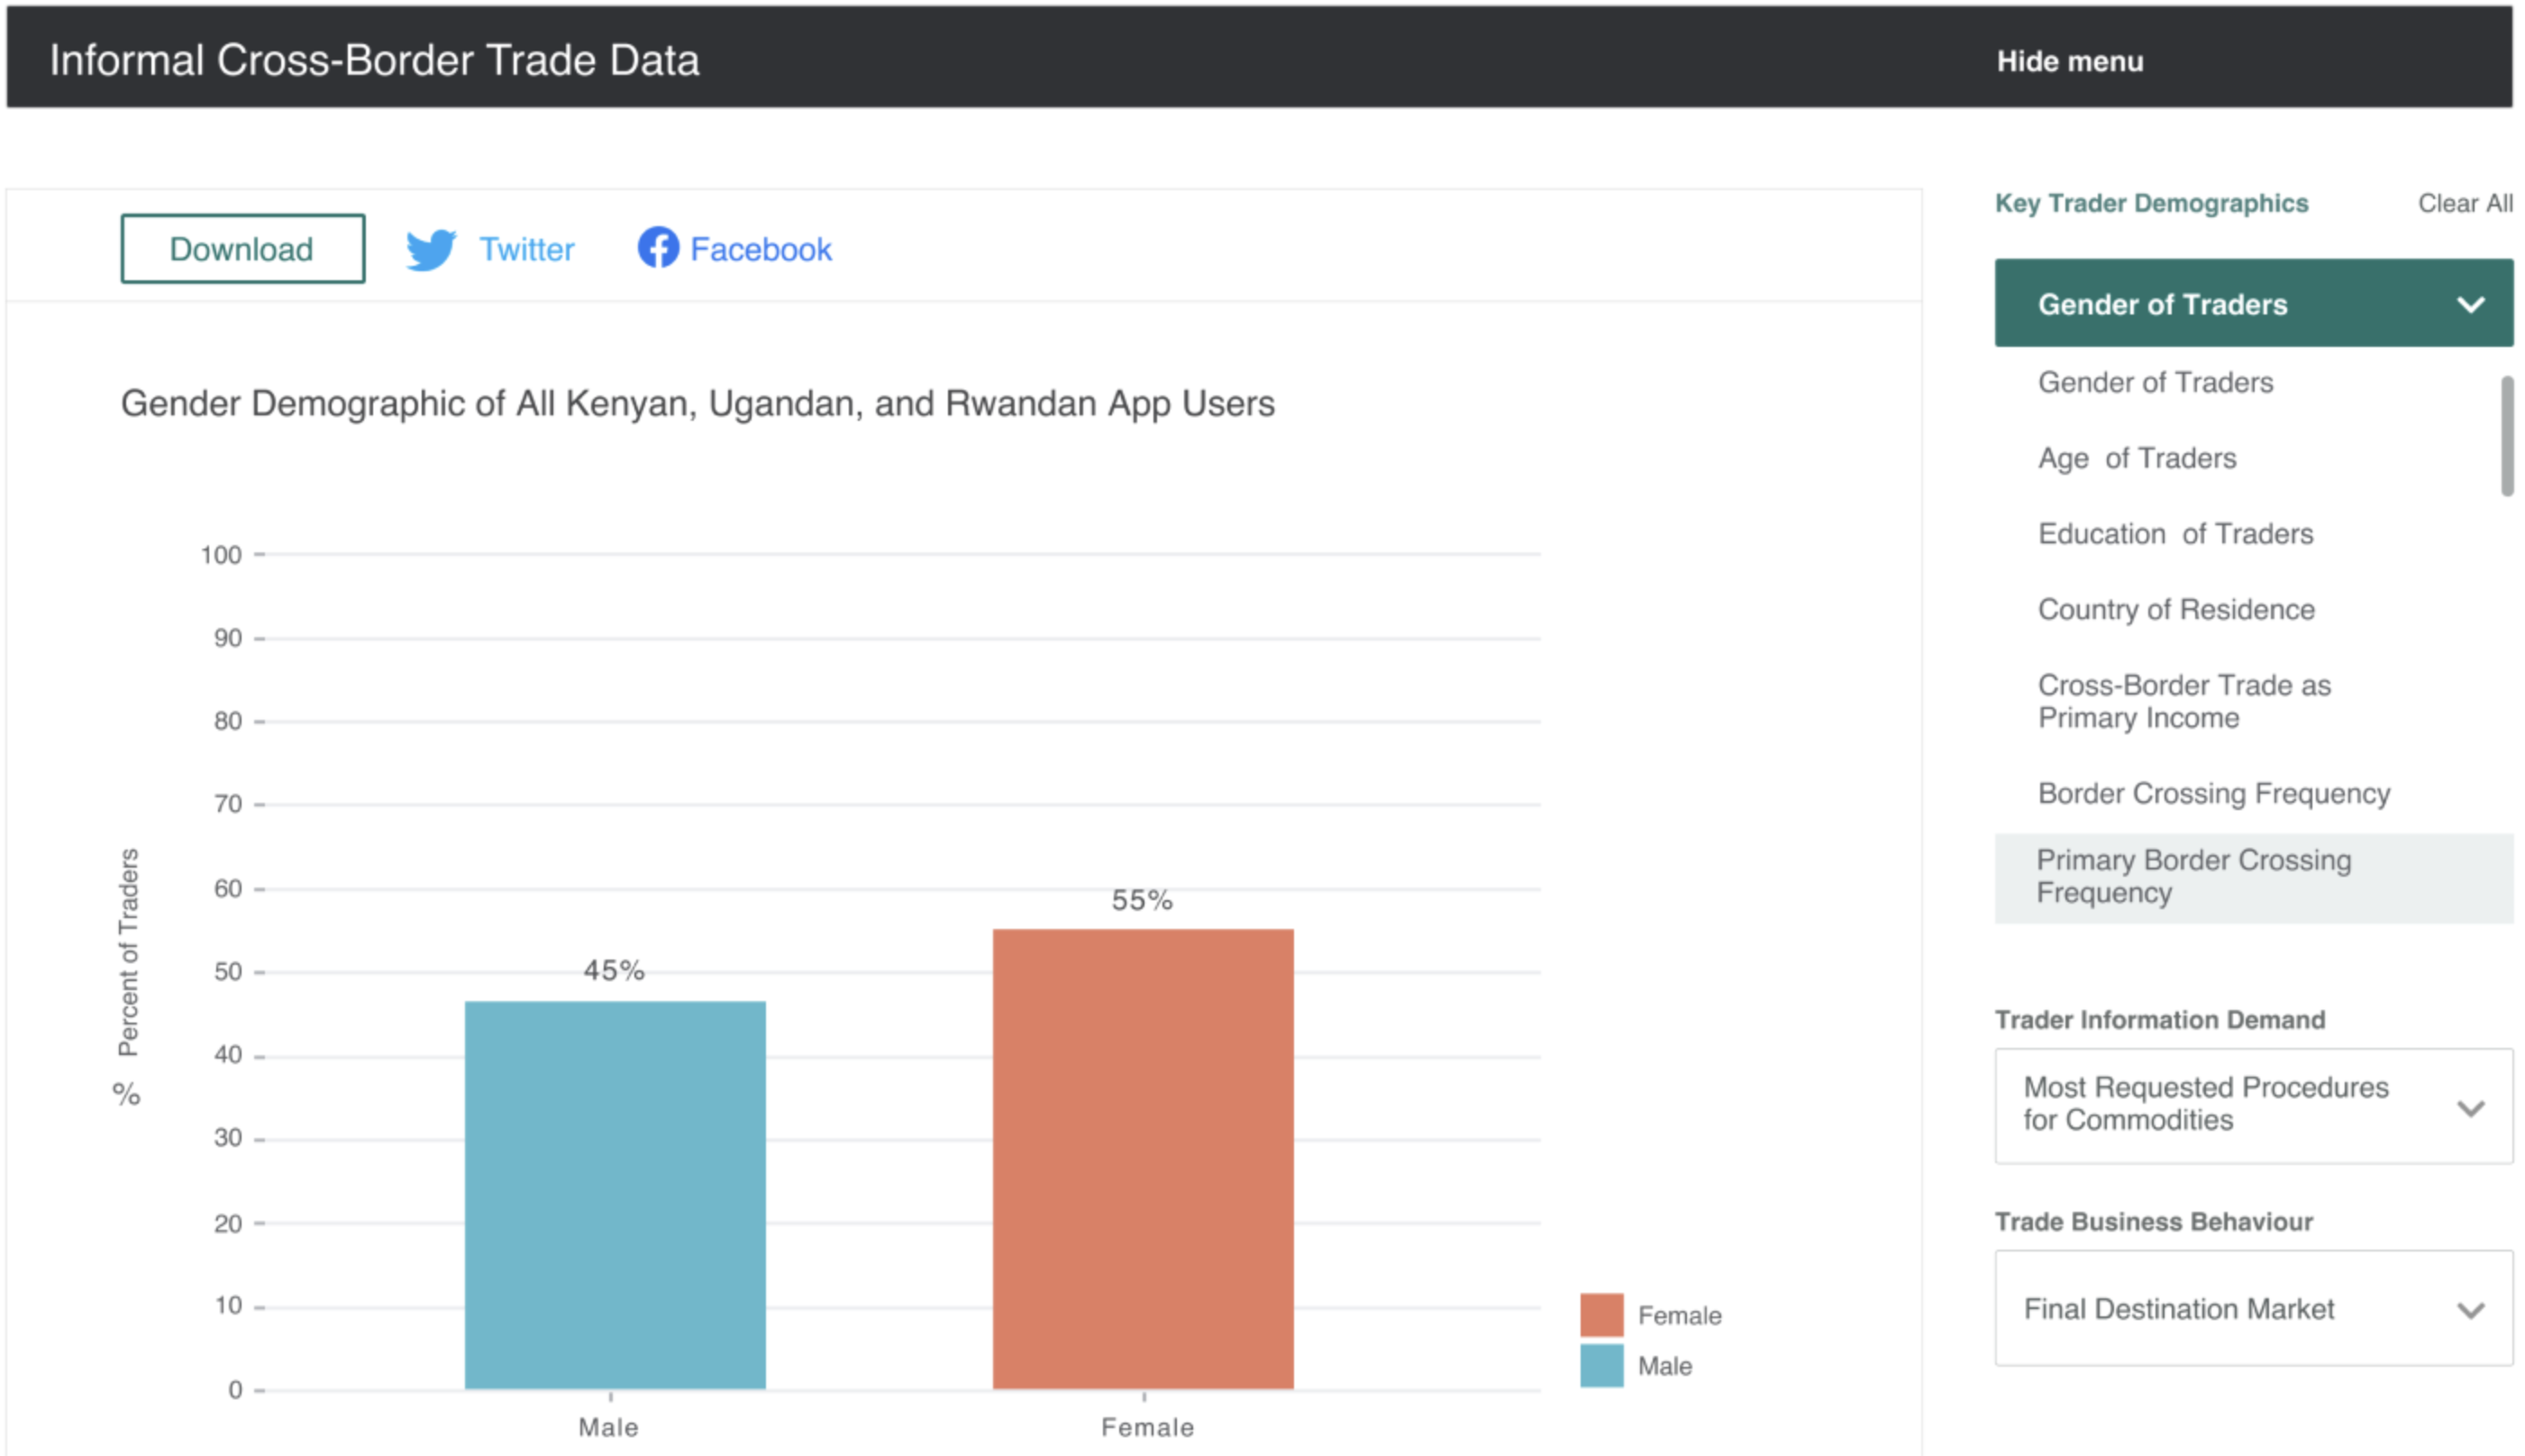 Informal Cross-Border Trade Data
Hide menu
Download
Twitter
Facebook
Gender Demographic of All Kenyan, Ugandan, and Rwandan App Users
100
90
80
70
60
50
40
30
20
10
0
% Percent of Traders
45%
55%
Male
Female
Female
Male
Key Trader Demographics
Clear All
Gender of Traders
Gender of Traders
Age of Traders
Education of Traders
Country of Residence
Cross-Border Trade as
Primary Income
Border Crossing Frequency
Primary Border Crossing
Frequency
Trader Information Demand
Most Requested Procedures
for Commodities
Trade Business Behaviour
Final Destination Market